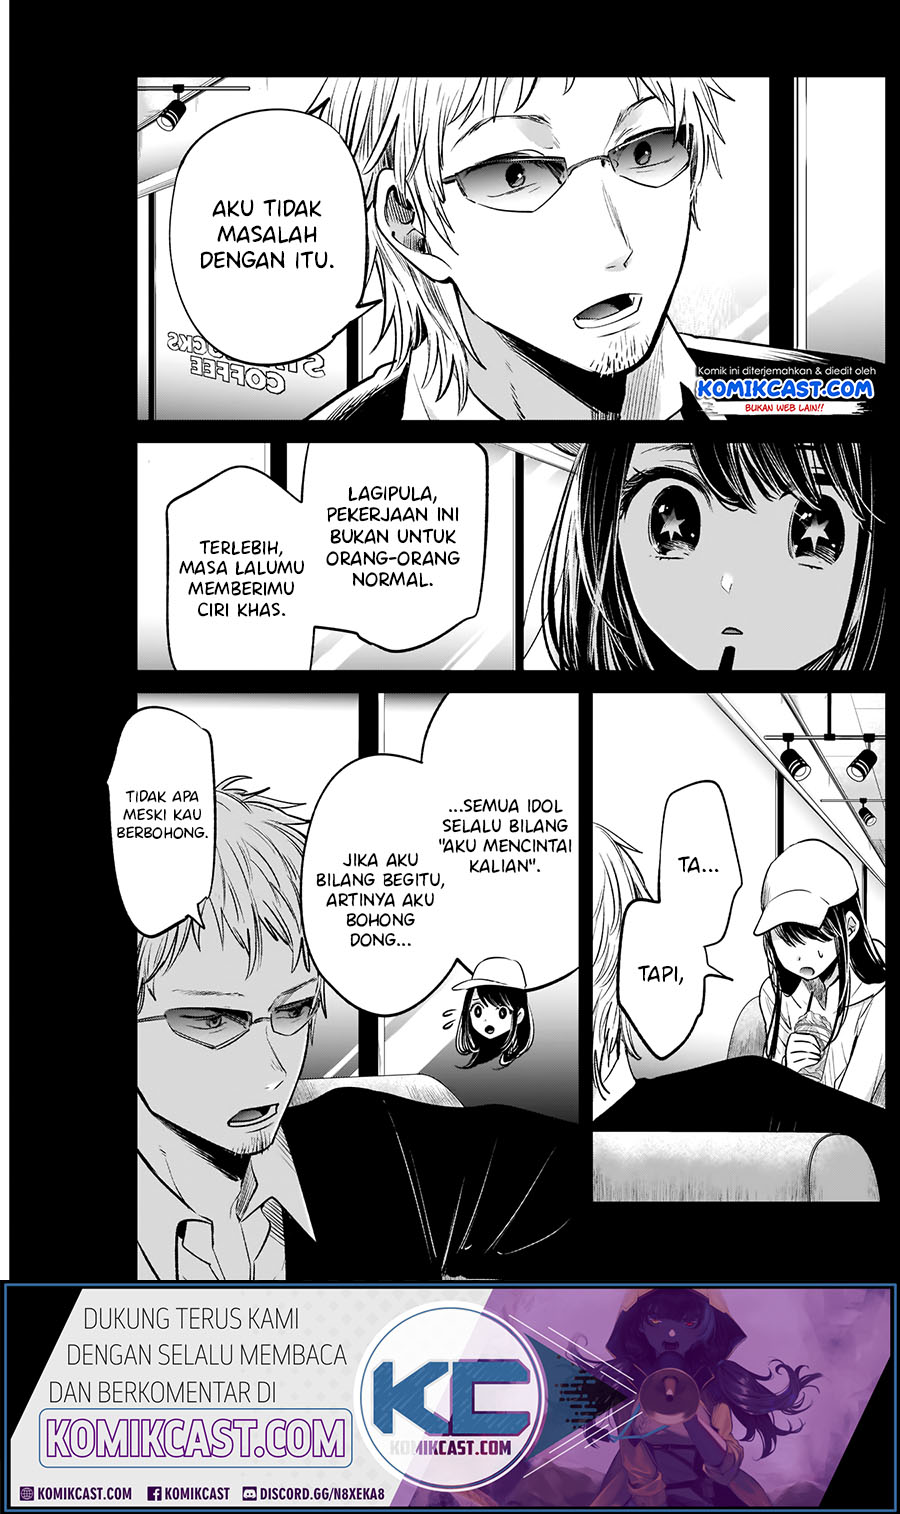 AKU TIDAK
MASALAH
DENGAN ITU.
COFFEE
Komik ini diterjemahkan & diedit oleh
KOMIKCAST.COM
BUKAN WEB LAIN!!
LAGIPULA,
PEKERJAAN INI
BUKAN UNTUK
ORANG-ORANG
NORMAL.
TERLEBIH,
MASA LALUMU
MEMBERIMU
CIRI KHAS.
TA...
TAPI,
...SEMUA IDOL
SELALU BILANG
"AKU MENCINTAI
KALIAN".
JIKA AKU
BILANG BEGITU,
ARTINYA AKU
BOHONG
DONG...
TIDAK APA
MESKI KAU
BERBOHONG.
DUKUNG TERUS KAMI
DENGAN SELALU MEMBACA
DAN BERKOMENTAR DI
KOMIKCAST.COM
KC
KOMIKCAST.COM
KOMIKCAST.COM KOMIKCAST DISCORD.GG/N8XEKA8